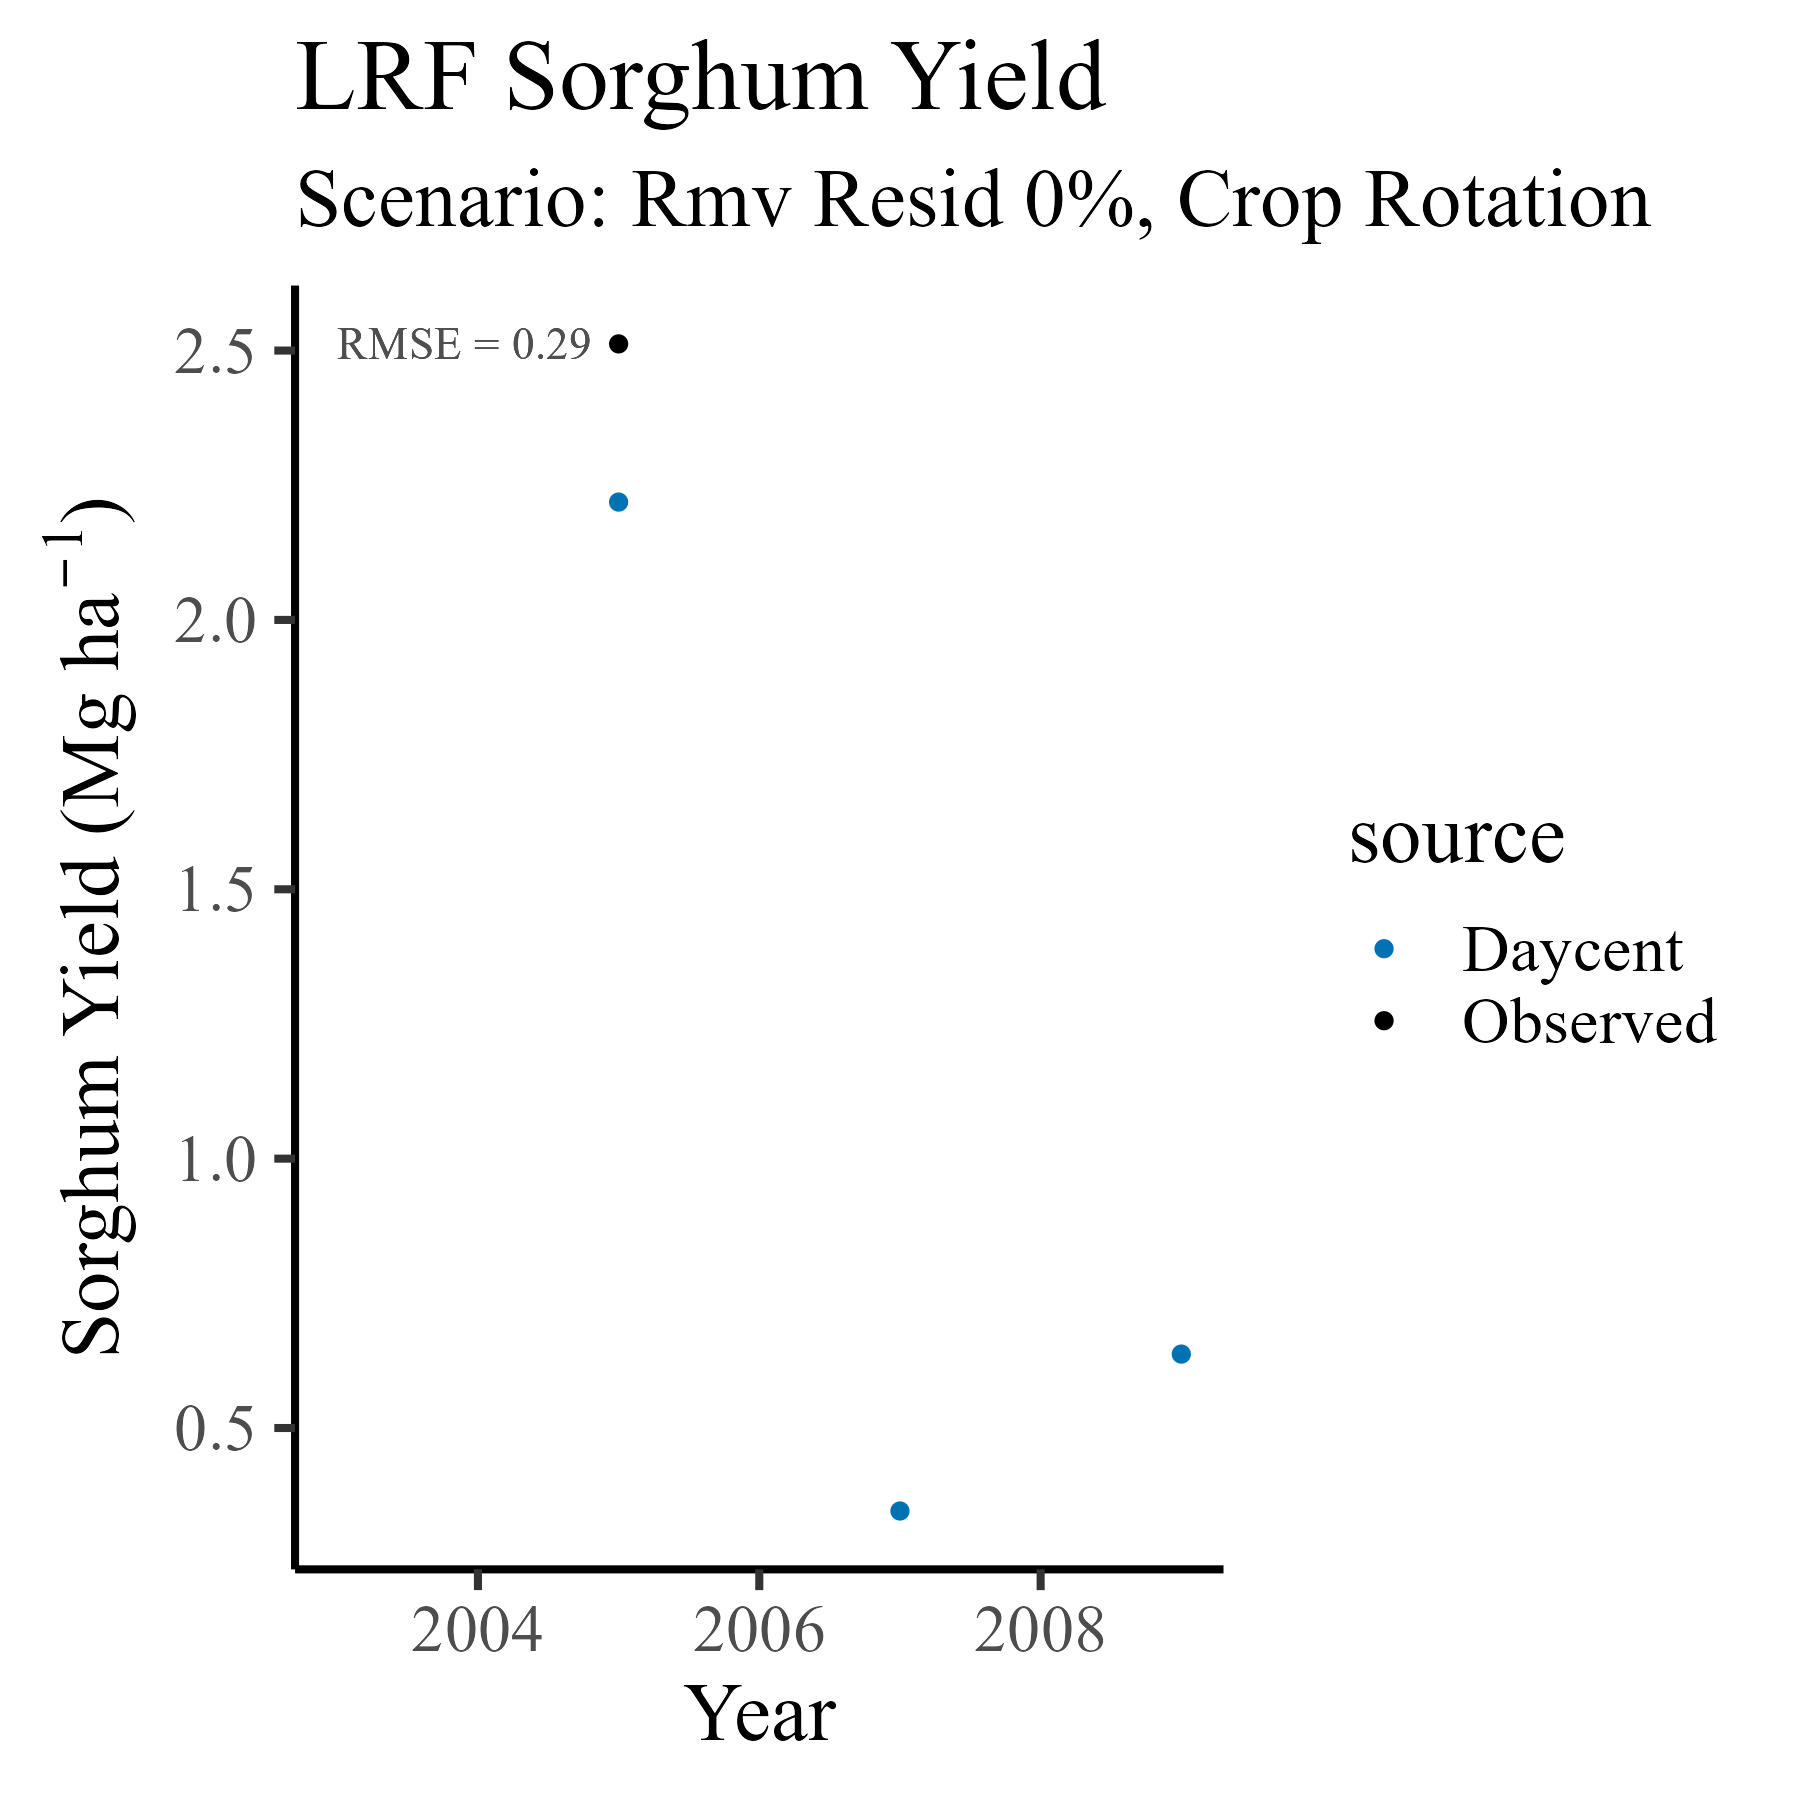 LRF Sorghum Yield
Scenario: Rmv Resid 0%, Crop Rotation
RMSE = 0.29
2.5
2.0
1.5
1.0
0.5
Sorghum Yield (Mg ha⁻¹)
2004 2006 2008
Year
source
Daycent
Observed